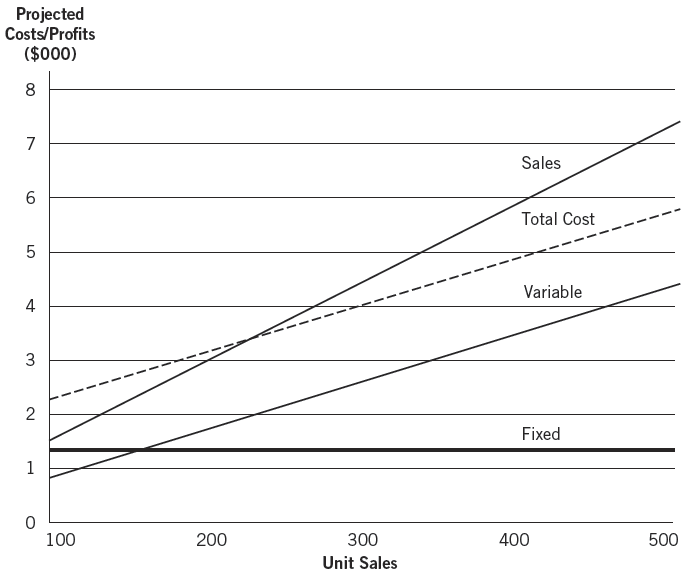 Projected
Costs/Profits
($000)
8
7
Sales
6
Total Cost
5
Variable
4
3
2
Fixed
1
0
100 200 300 400 500
Unit Sales